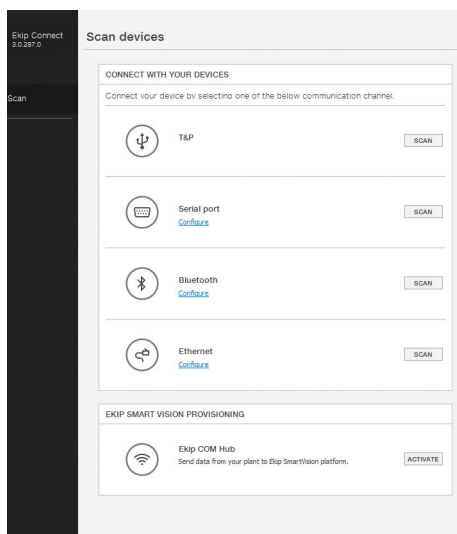 Ekip Connect
3.0.287.0
Scan
Scan devices
CONNECT WITH YOUR DEVICES
Connect your device by selecting one of the below communication channel.
T&P
SCAN
Serial port
Configure
SCAN
Bluetooth
Configure
SCAN
Ethernet
Configure
SCAN
EKIP SMART VISION PROVISIONING
Ekip COM Hub
Send data from your plant to Ekip SmartVision platform.
ACTIVATE